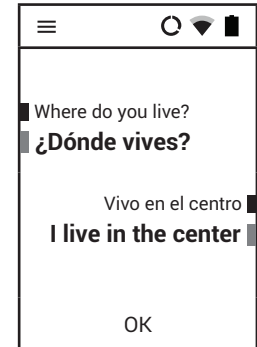 Where do you live?
¿Dónde vives?
Vivo en el centro
I live in the center
OK